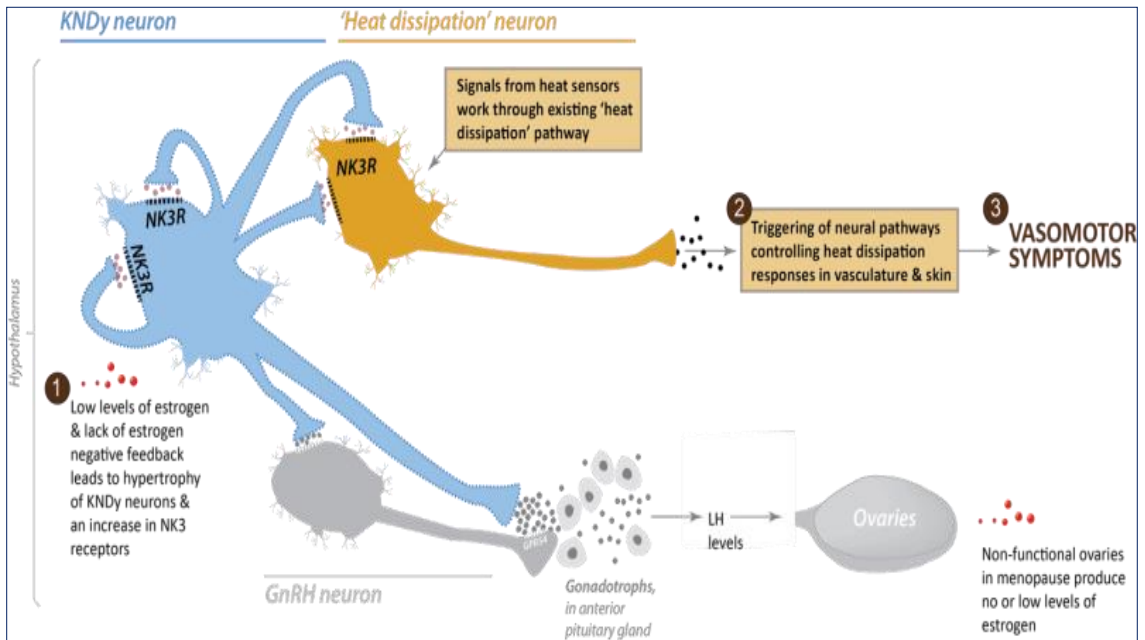 KNDy neuron
'Heat dissipation' neuron
Signals from heat sensors
work through existing 'heat
dissipation' pathway
NK3R
NK3R
NK3R
Hypothalamus
2
Triggering of neural pathways
controlling heat dissipation
responses in vasculature & skin
3
VASOMOTOR
SYMPTOMS
1
Low levels of estrogen
& lack of estrogen
negative feedback
leads to hypertrophy
of KNDy neurons &
an increase in NK3
receptors
GnRH neuron
GPR54
Gonadotrophs,
in anterior
pituitary gland
LH
levels
Ovaries
Non-functional ovaries
in menopause produce
no or low levels of
estrogen